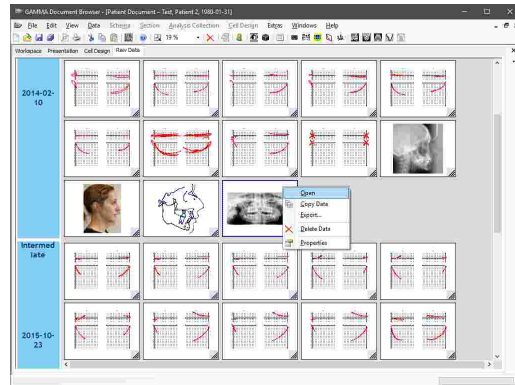 GAMMA Document Browser - [Patient Document - Test, Patient 2, 1980-01-31]
File Edit View Data Schema Section Analysis Collection Cell Design Extras Windows Help
19 %
Workspace Presentation Cell Design Raw Data
2014-02-
10
Open
Copy Data
Export...
Delete Data
Properties
Intermed
iate
2015-10-
23